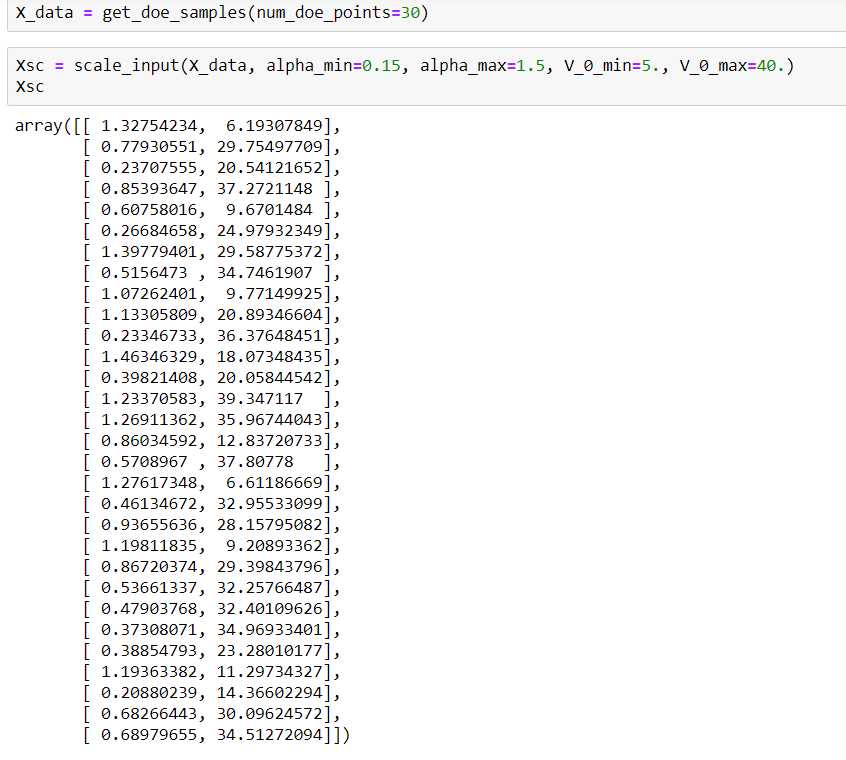 X_data = get_doe_samples(num_doe_points=30)
Xsc = scale_input(X_data, alpha_min=0.15, alpha_max=1.5, V_0_min=5., V_0_max=40.)
Xsc
array([[ 1.32754234,  6.19307849],
       [ 0.77930551, 29.75497709],
       [ 0.23707555, 20.54121652],
       [ 0.85393647, 37.2721148 ],
       [ 0.60758016,  9.6701484 ],
       [ 0.26684658, 24.97932349],
       [ 1.39779401, 29.58775372],
       [ 0.5156473 , 34.7461907 ],
       [ 1.07262401,  9.77149925],
       [ 1.13305809, 20.89346604],
       [ 0.23346733, 36.37648451],
       [ 1.46346329, 18.07348435],
       [ 0.39821408, 20.05844542],
       [ 1.23370583, 39.347117  ],
       [ 1.26911362, 35.96744043],
       [ 0.86034592, 12.83720733],
       [ 0.5708967 , 37.80778   ],
       [ 1.27617348,  6.61186669],
       [ 0.46134672, 32.95533099],
       [ 0.93655636, 28.15795082],
       [ 1.19811835,  9.20893362],
       [ 0.86720374, 29.39843796],
       [ 0.53661337, 32.25766487],
       [ 0.47903768, 32.40109626],
       [ 0.37308071, 34.96933401],
       [ 0.38854793, 23.28010177],
       [ 1.19363382, 11.29734327],
       [ 0.20880239, 14.36602294],
       [ 0.68266443, 30.09624572],
       [ 0.68979655, 34.51272094]])